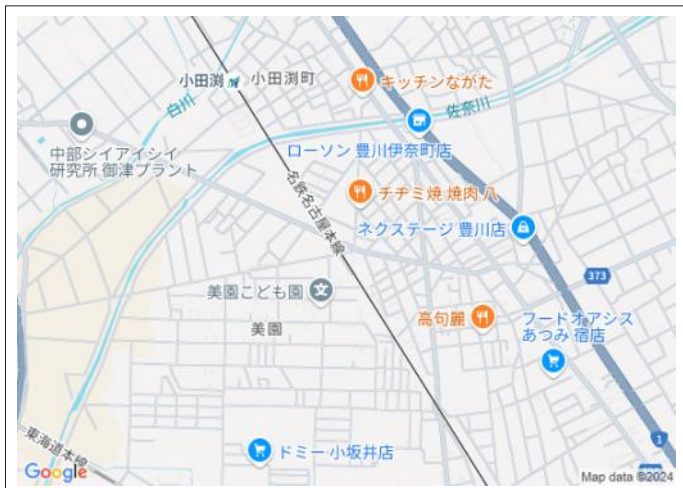 小田渕
小田渕町
キッチンながた
白川
佐奈川
中部シイアイシイ
研究所 御津プラント
ローソン 豊川伊奈町店
名鉄名古屋本線
チヂミ焼 焼肉 八
ネクステージ 豊川店
373
美園こども園
文
美園
高句麗
フードオアシス
あつみ 宿店
東海道本線
ドミー 小坂井店
1
Google
Map data ©2024